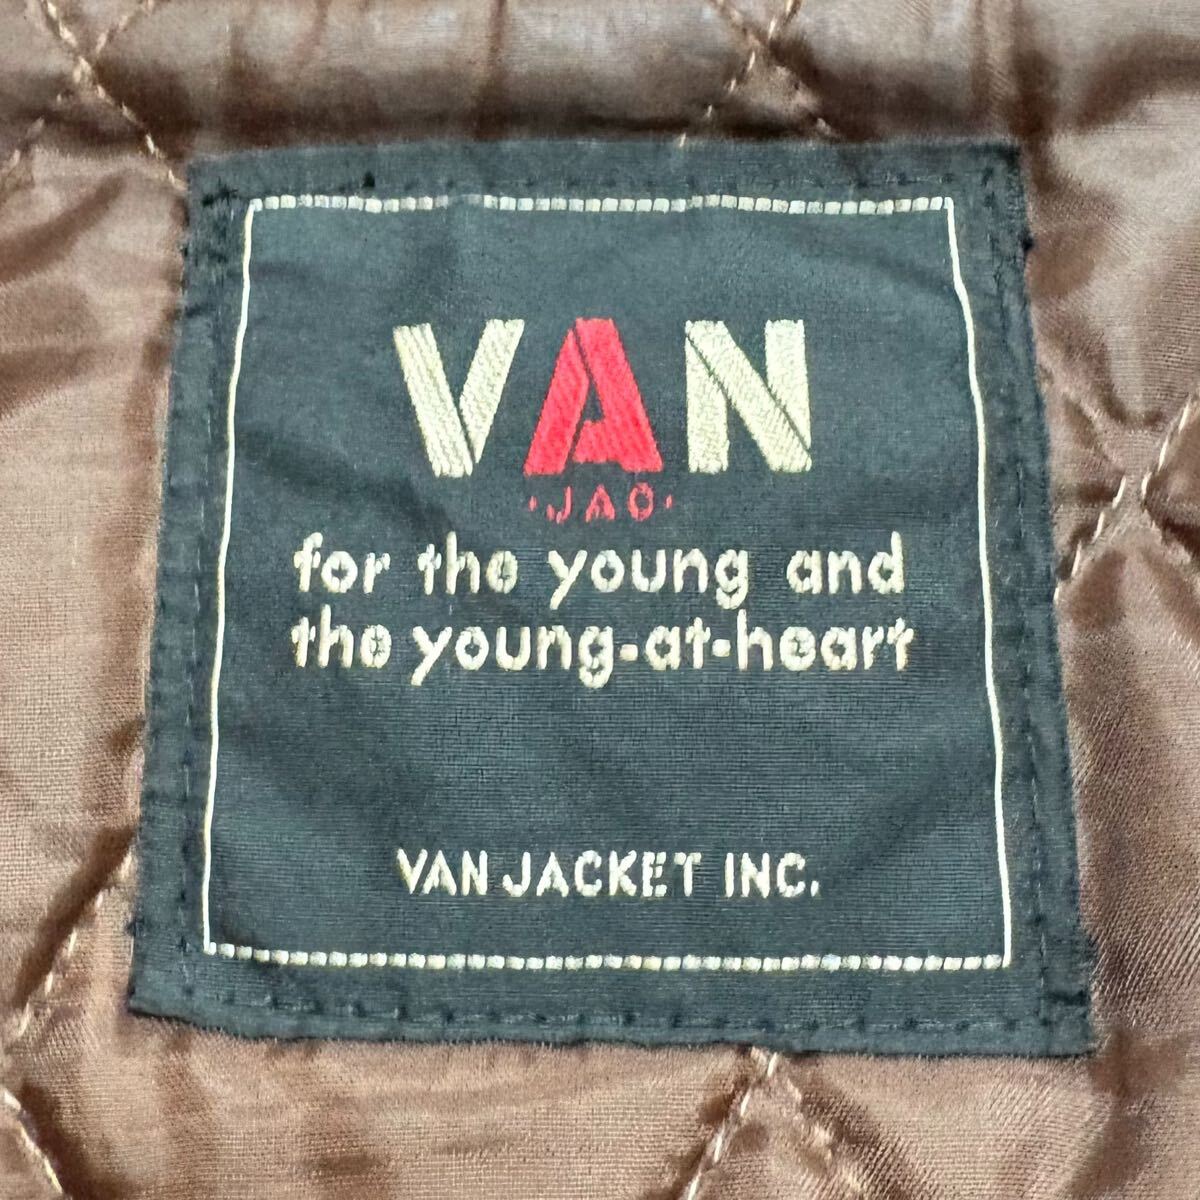 VAN
·JAC·
for the young and
the young-at-heart
VAN JACKET INC.